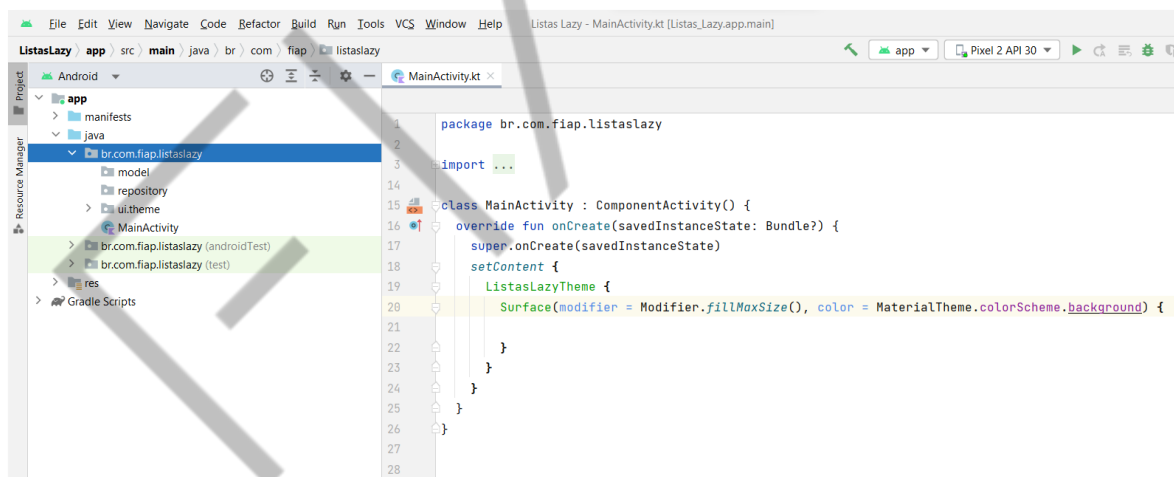 File Edit View Navigate Code Refactor Build Run Tools VCS Window Help Listas Lazy - MainActivity.kt [Listas_Lazy.app.main]
ListasLazy app src main java br com fiap listaslazy app Pixel 2 API 30
Project
Resource Manager
Android
app
manifests
java
br.com.fiap.listaslazy
model
repository
ui.theme
MainActivity
br.com.fiap.listaslazy (androidTest)
br.com.fiap.listaslazy (test)
res
Gradle Scripts
MainActivity.kt
1 package br.com.fiap.listaslazy
2
3 import ...
14
15 class MainActivity : ComponentActivity() {
16 override fun onCreate(savedInstanceState: Bundle?) {
17 super.onCreate(savedInstanceState)
18 setContent {
19 ListasLazyTheme {
20 Surface(modifier = Modifier.fillMaxSize(), color = MaterialTheme.colorScheme.background) {
21
22 }
23 }
24 }
25 }
26 }
27
28